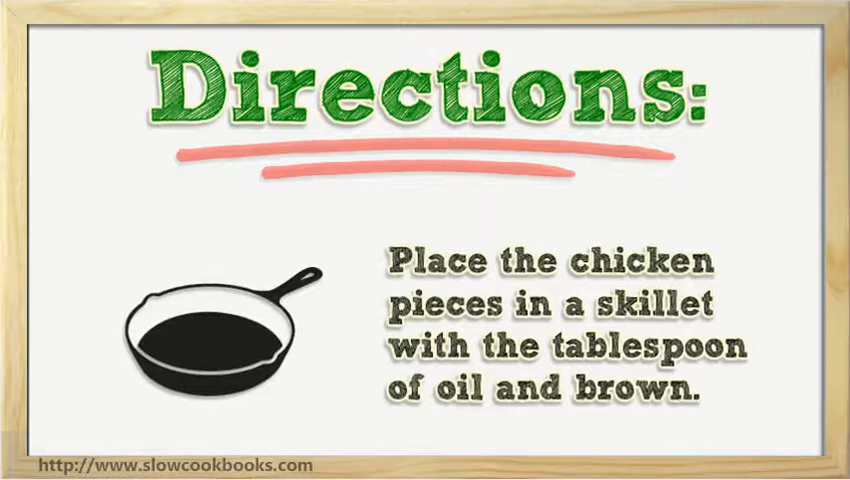 Directions:
Place the chicken
pieces in a skillet
with the tablespoon
of oil and brown.
http://www.slowcookbooks.com